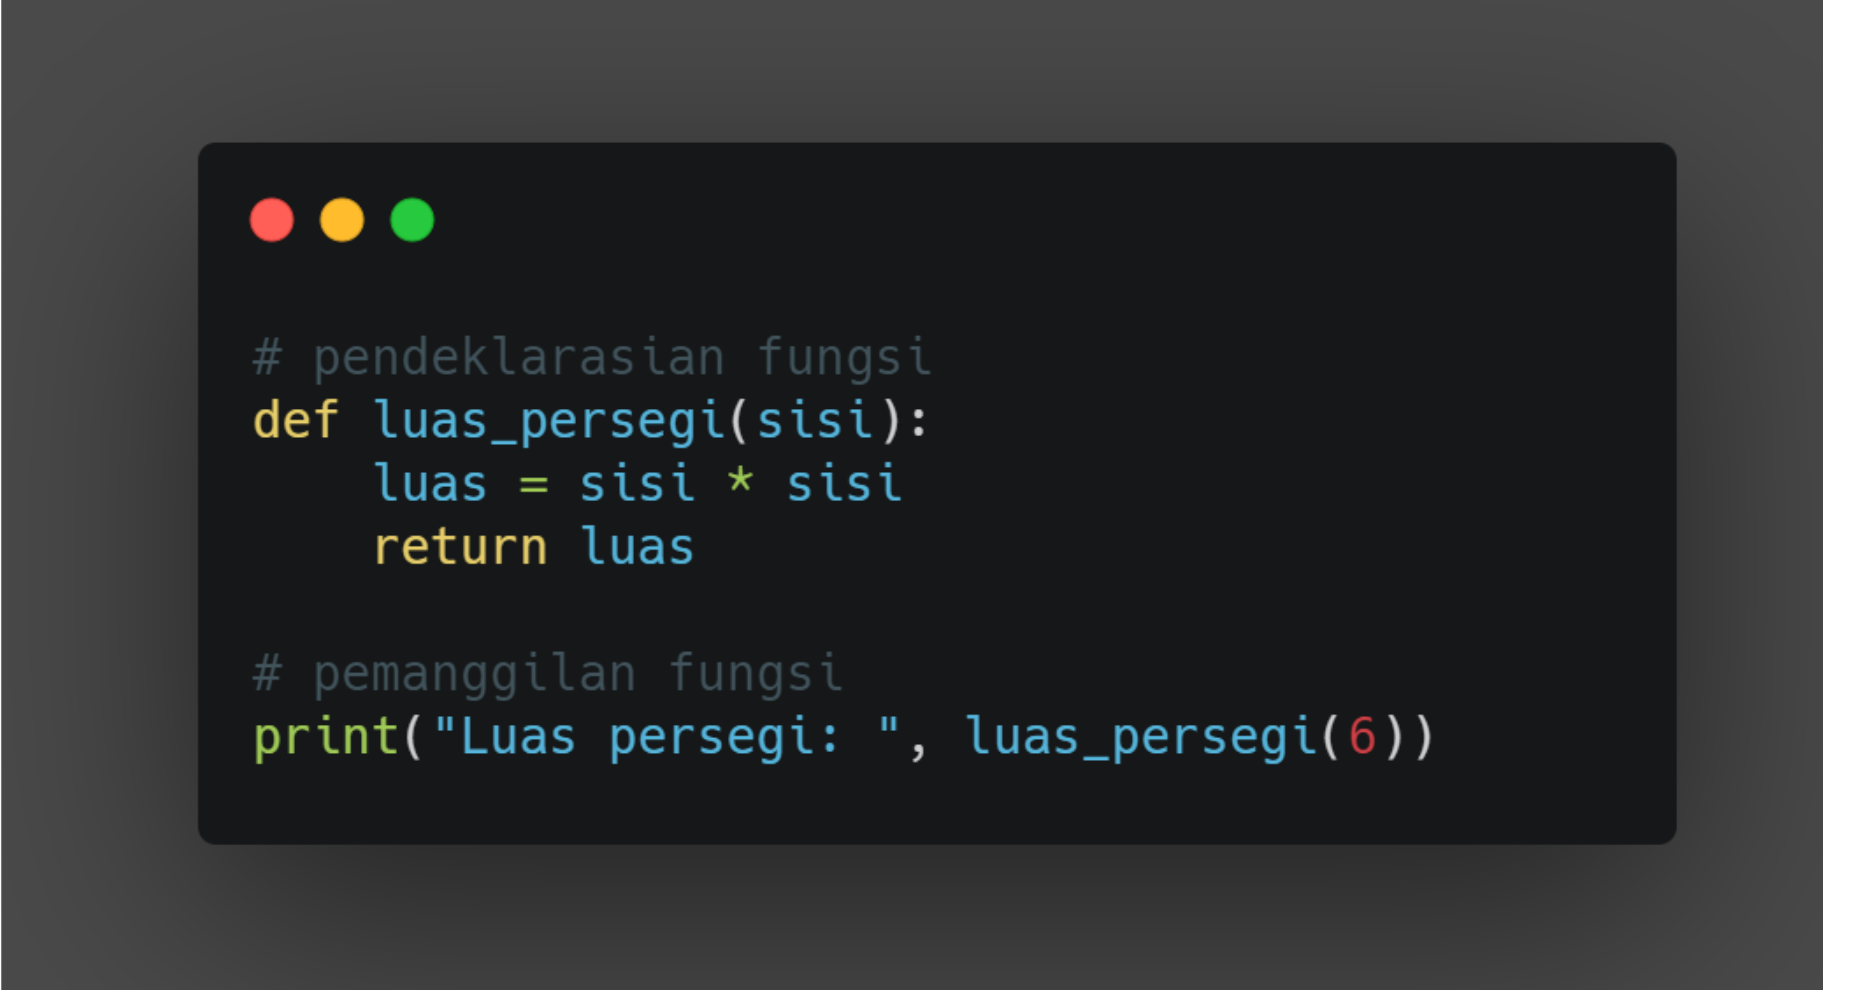 # pendeklarasian fungsi
def luas_persegi(sisi):
    luas = sisi * sisi
    return luas

# pemanggilan fungsi
print("Luas persegi: ", luas_persegi(6))